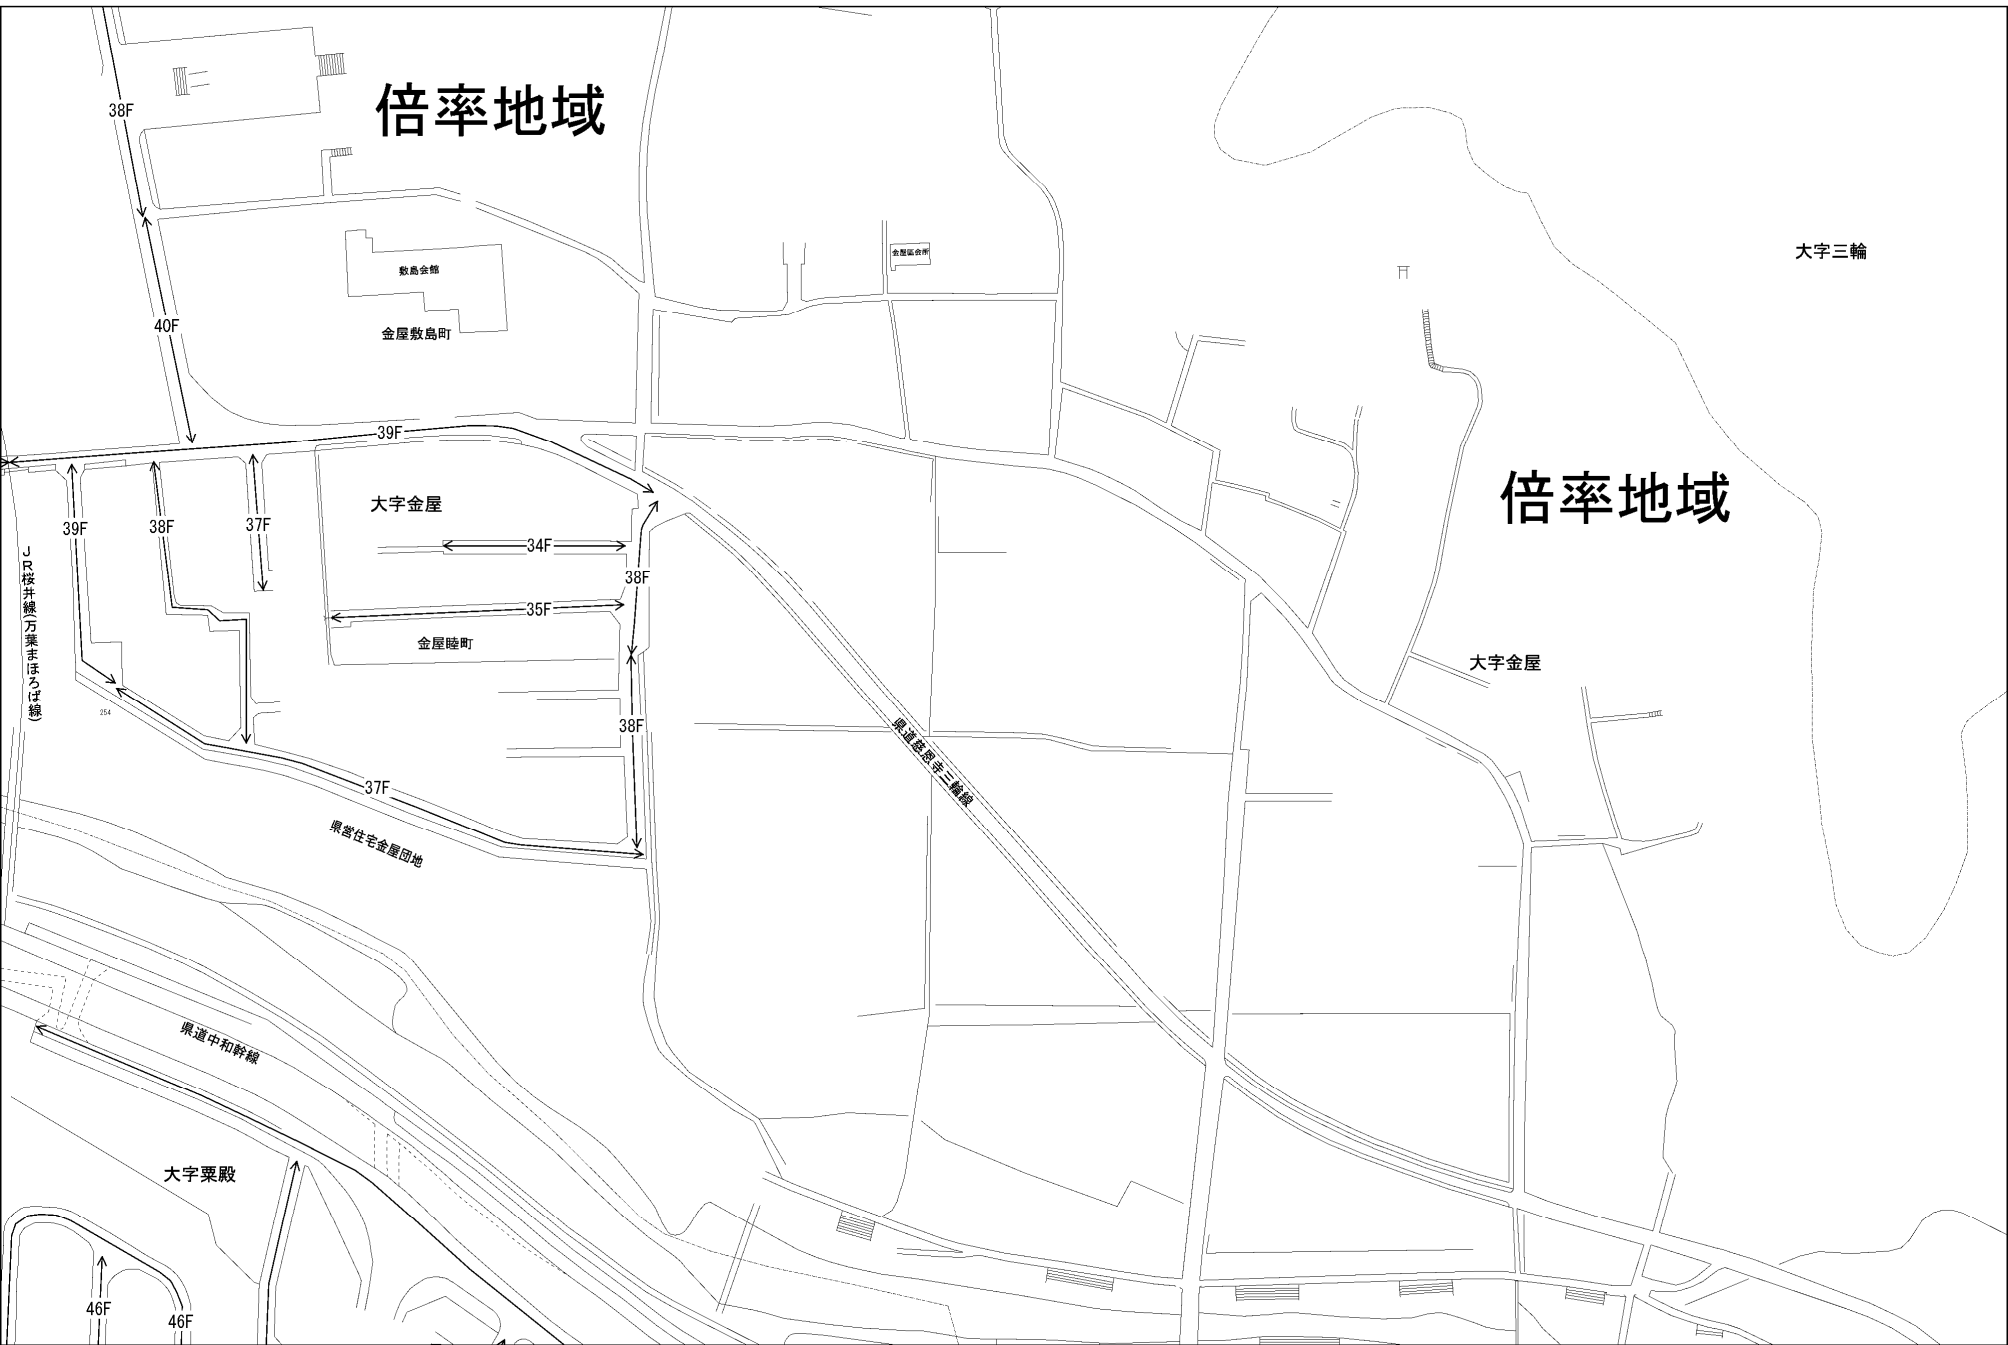 倍率地域
38F
大字三輪
金屋区会所
敷島会館
40F
金屋敷島町
39F
倍率地域
大字金屋
39F
38F
37F
34F
38F
35F
金屋睦町
大字金屋
JR桜井線(万葉まほろば線)
254
38F
県道慈恩寺三輪線
37F
県営住宅金屋団地
県道中和幹線
大字粟殿
46F
46F